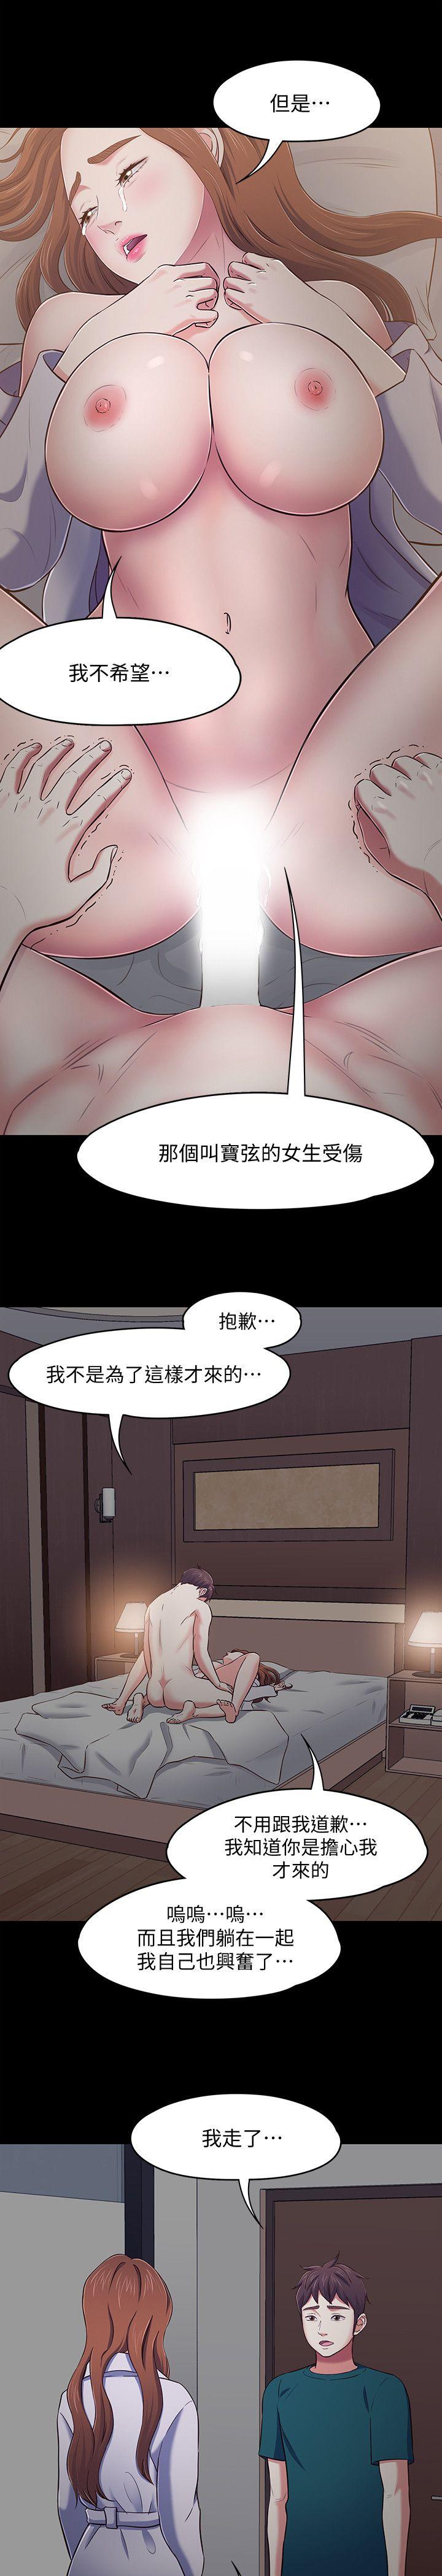 但是…
我不希望…
那個叫寶弦的女生受傷
抱歉…
我不是為了這樣才來的…
不用跟我道歉…
我知道你是擔心我
才來的
嗚嗚…嗚…
而且我們躺在一起
我自己也興奮了…
我走了…